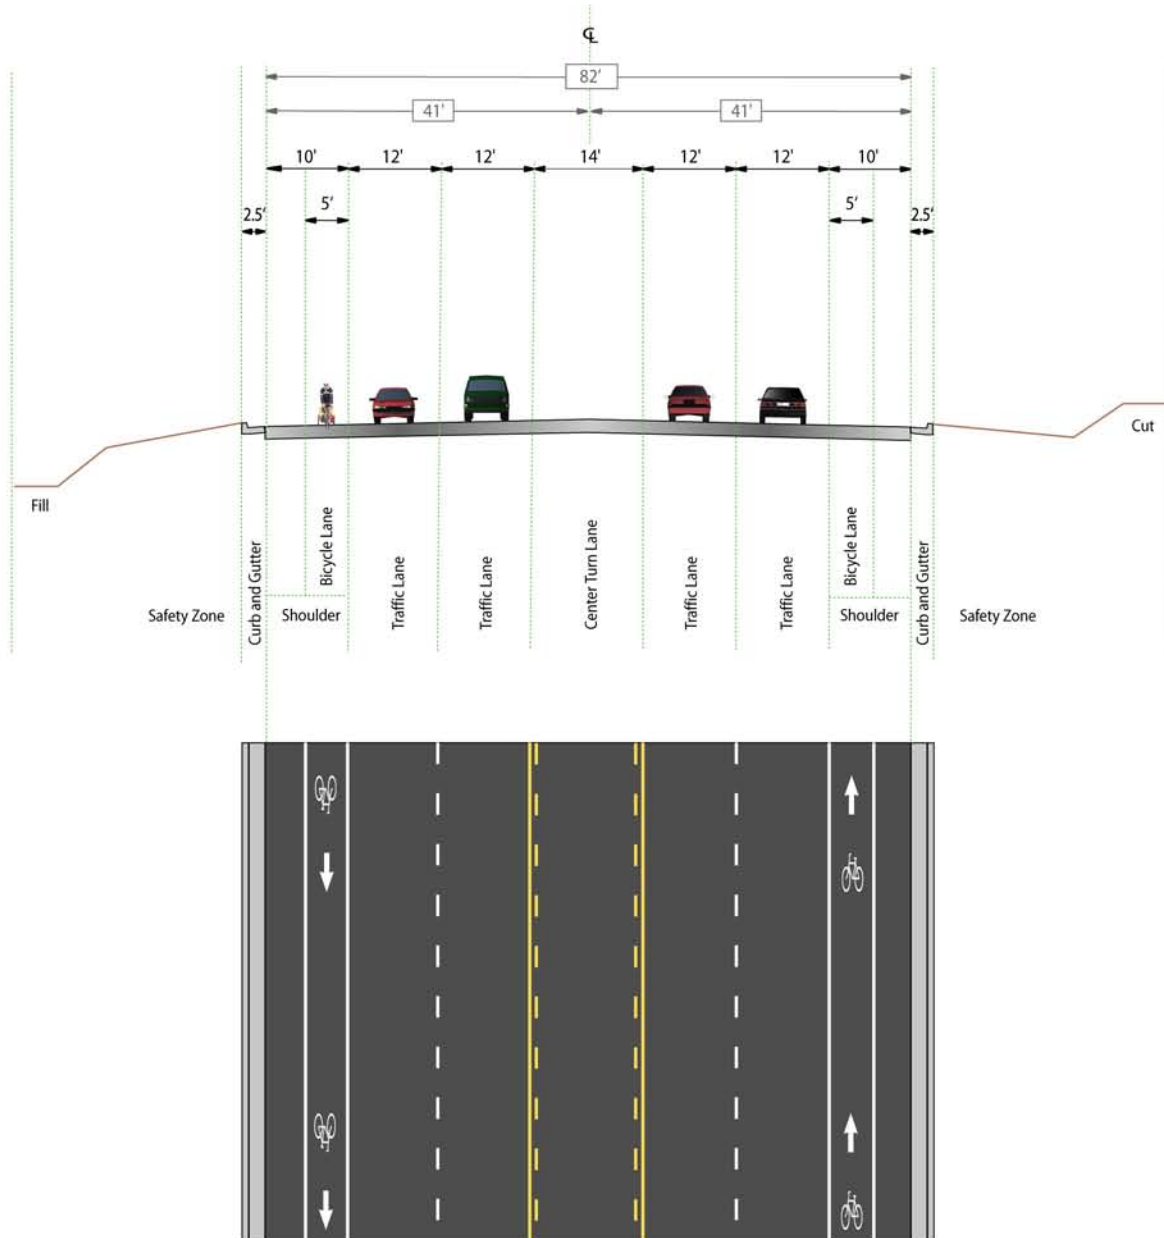 ℄
82'
41' 41'
10' 12' 12' 14' 12' 12' 10'
5' 5'
2.5' 2.5'
Cut
Fill
Bicycle Lane Bicycle Lane
Safety Zone Curb and Gutter Shoulder Traffic Lane Traffic Lane Center Turn Lane Traffic Lane Traffic Lane Shoulder Curb and Gutter Safety Zone